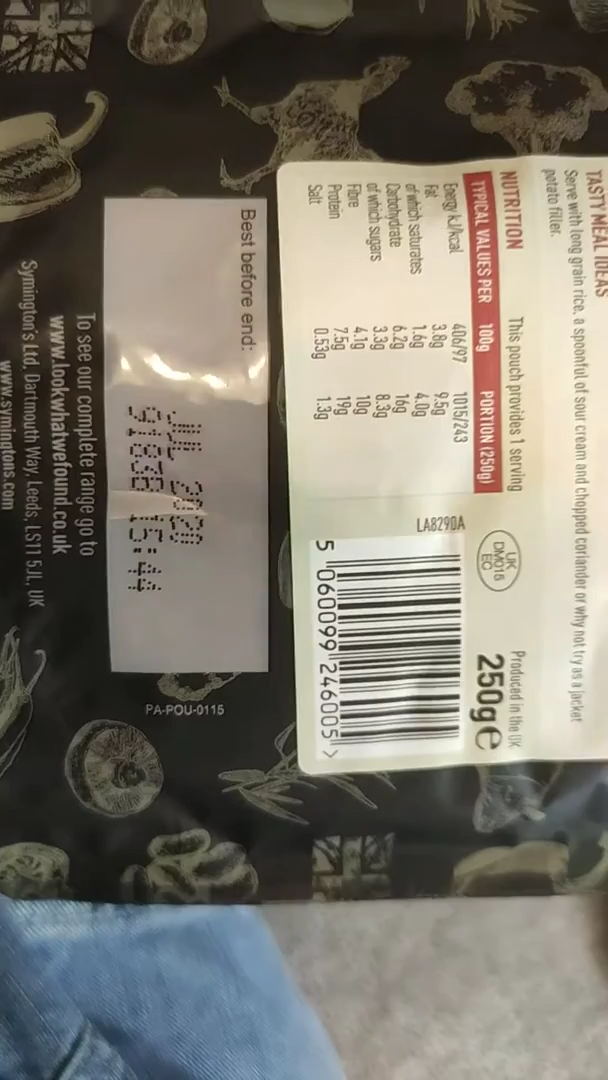 TASTY MEAL IDEAS
Serve with long grain rice, a spoonful of sour cream and chopped coriander or why not try as a jacket
potato filler.
NUTRITION This pouch provides 1 serving
TYPICAL VALUES PER 100g PORTION (250g)
Energy kJ/kcal 406/97 1015/243
Fat 3.8g 9.5g
of which saturates 1.6g 4.0g
Carbohydrate 6.2g 16g
of which sugars 3.3g 8.3g
Fibre 4.1g 10g
Protein 7.5g 19g
Salt 0.53g 1.3g
Produced in the UK
250g e
UK
DM015
EC
LA8290A
5 060099 246005 >
Best before end:
JUL 2020
9183B 15:44
PA-POU-0115
To see our complete range go to
www.lookwhatwefound.co.uk
Symington's Ltd, Dartmouth Way, Leeds, LS11 5JL, UK
www.symingtons.com